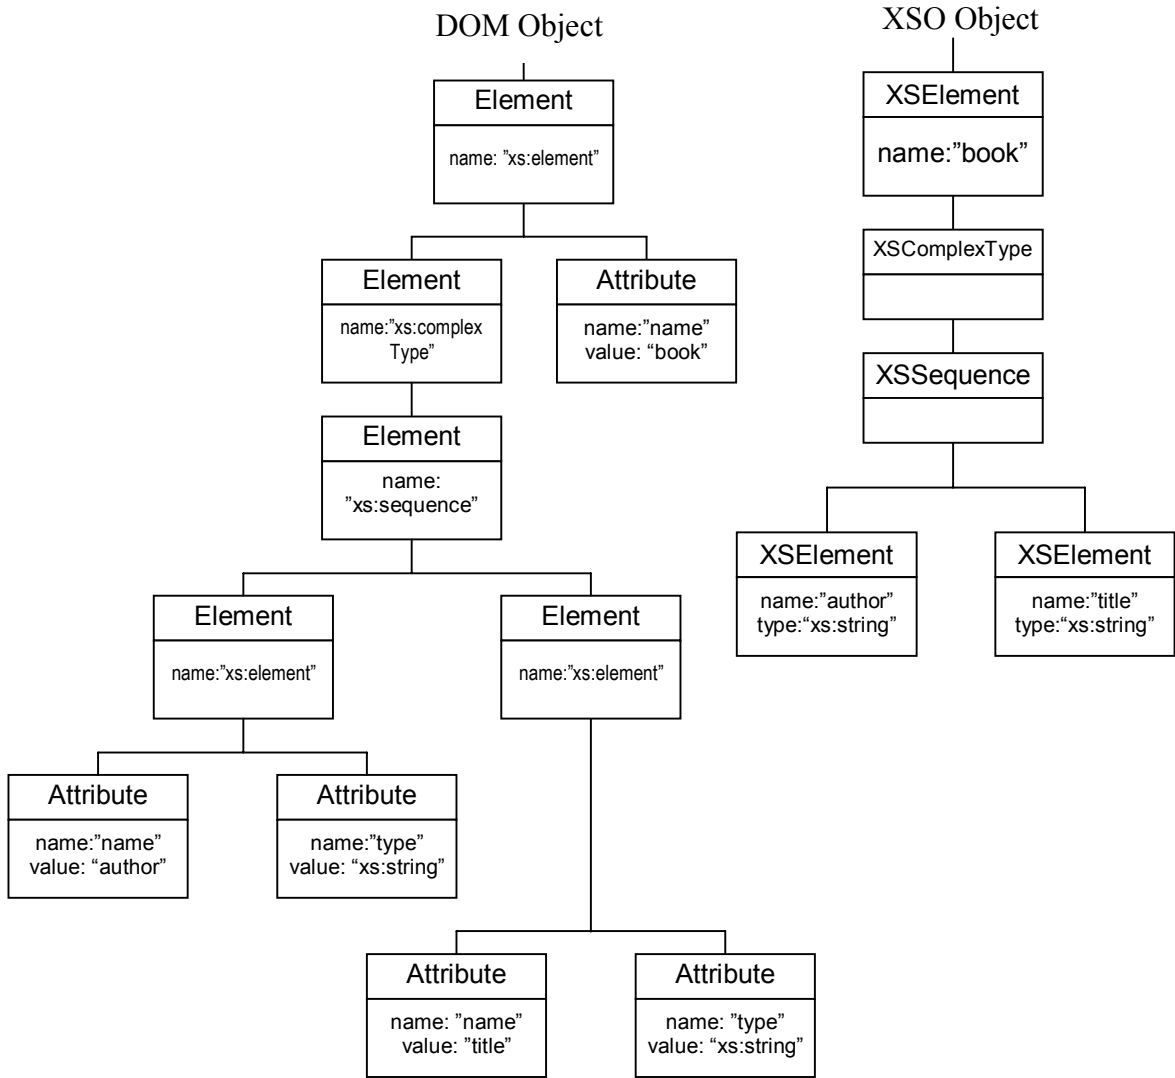 DOM Object
Element
name: ”xs:element”
Element
name:”xs:complex
Type”
Attribute
name:”name”
value: “book”
Element
name:
”xs:sequence”
Element
name:”xs:element”
Element
name:”xs:element”
Attribute
name:”name”
value: “author”
Attribute
name:”type”
value: “xs:string”
Attribute
name: ”name”
value: ”title”
Attribute
name: ”type”
value: “xs:string”
XSO Object
XSElement
name:”book”
XSComplexType
XSSequence
XSElement
name:”author”
type:“xs:string”
XSElement
name:”title”
type:“xs:string”